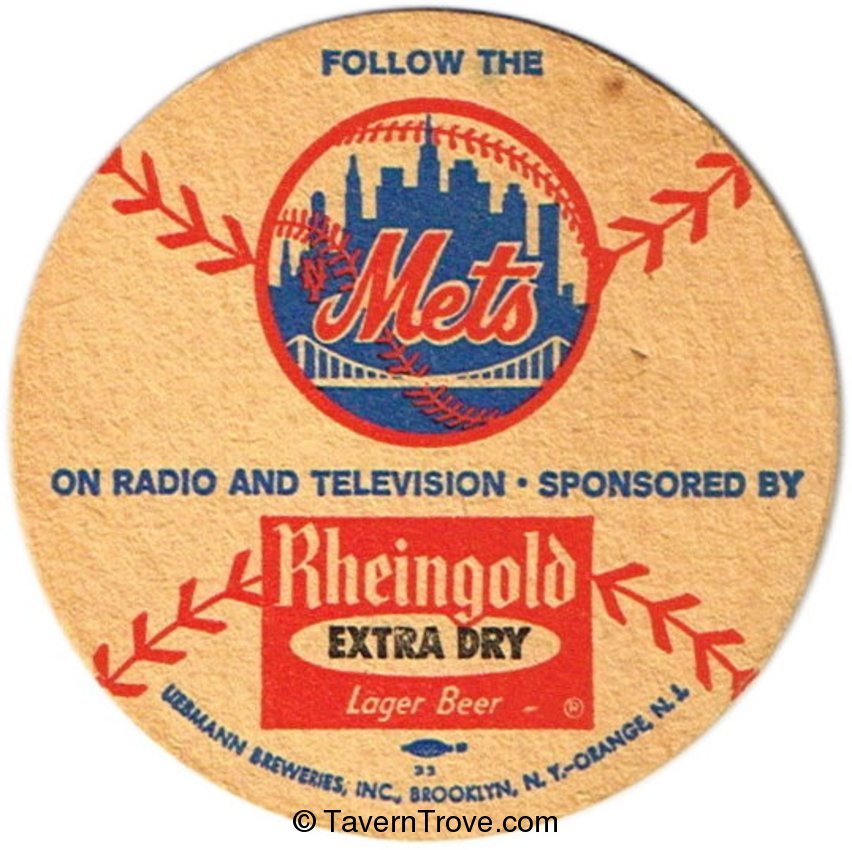 FOLLOW THE
NY
Mets
ON RADIO AND TELEVISION • SPONSORED BY
Rheingold
EXTRA DRY
Lager Beer ®
LIEBMANN BREWERIES, INC., BROOKLYN, N. Y.-ORANGE, N. J.
33
© TavernTrove.com